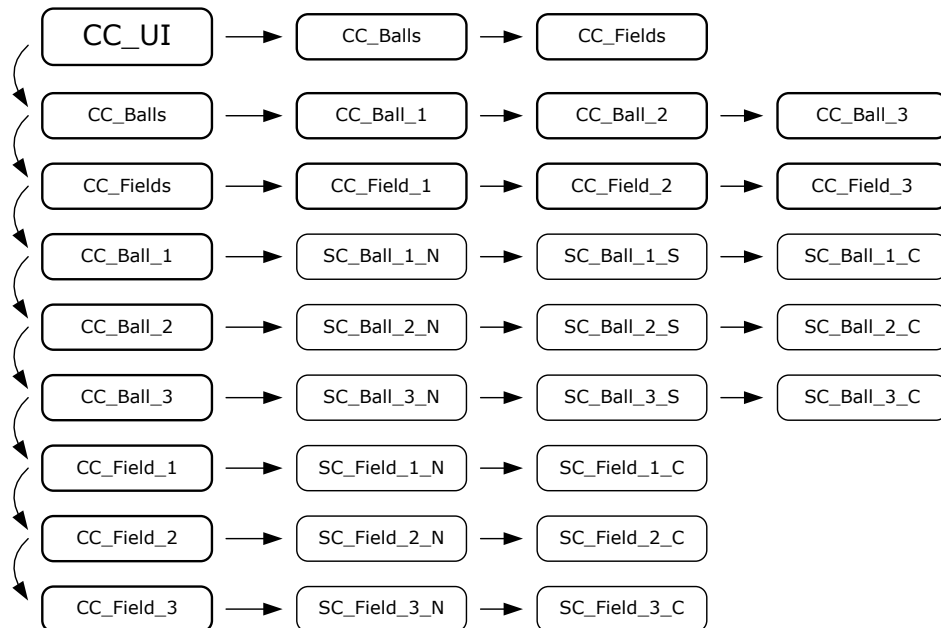 CC_UI CC_Balls CC_Fields
CC_Balls CC_Ball_1 CC_Ball_2 CC_Ball_3
CC_Fields CC_Field_1 CC_Field_2 CC_Field_3
CC_Ball_1 SC_Ball_1_N SC_Ball_1_S SC_Ball_1_C
CC_Ball_2 SC_Ball_2_N SC_Ball_2_S SC_Ball_2_C
CC_Ball_3 SC_Ball_3_N SC_Ball_3_S SC_Ball_3_C
CC_Field_1 SC_Field_1_N SC_Field_1_C
CC_Field_2 SC_Field_2_N SC_Field_2_C
CC_Field_3 SC_Field_3_N SC_Field_3_C